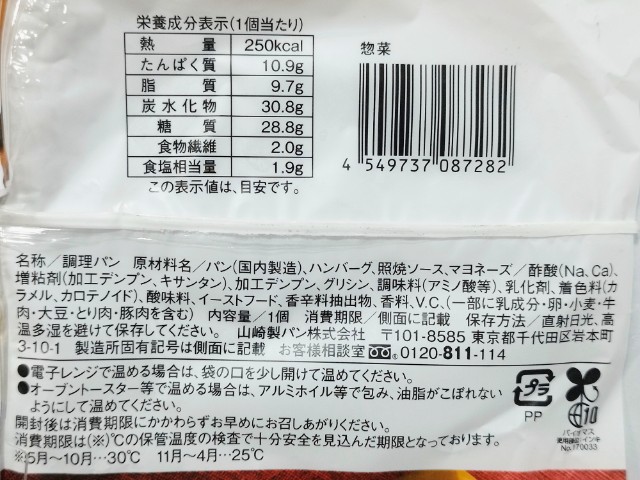 栄養成分表示(1個当たり)
熱量 250kcal
たんぱく質 10.9g
脂質 9.7g
炭水化物 30.8g
糖質 28.8g
食物繊維 2.0g
食塩相当量 1.9g
この表示値は、目安です。
惣菜
4 549737 087282
名称/調理パン 原材料名/パン(国内製造)、ハンバーグ、照焼ソース、マヨネーズ/酢酸(Na、Ca)、
増粘剤(加工デンプン、キサンタン)、加工デンプン、グリシン、調味料(アミノ酸等)、乳化剤、着色料(カ
ラメル、カロテノイド)、酸味料、イーストフード、香辛料抽出物、香料、V.C、(一部に乳成分・卵・小麦・牛
肉・大豆・とり肉・豚肉を含む) 内容量/1個 消費期限/側面に記載 保存方法/直射日光、高
温多湿を避けて保存してください。 山崎製パン株式会社 〒101-8585 東京都千代田区岩本町
3-10-1 製造所固有記号は側面に記載 お客様相談室 0120-811-114
●電子レンジで温める場合は、袋の口を少し開けて温めてください。
●オーブントースター等で温める場合は、アルミホイル等で包み、油脂がこぼれない
ようにして温めてください。
開封後は消費期限にかかわらずお早めにお召しあがりください。
消費期限は(※)℃の保管温度の検査で十分安全を見込んだ期限となっております。
※5月〜10月…30℃ 11月〜4月…25℃
プラ
PP
10
バイオマス
No.170033